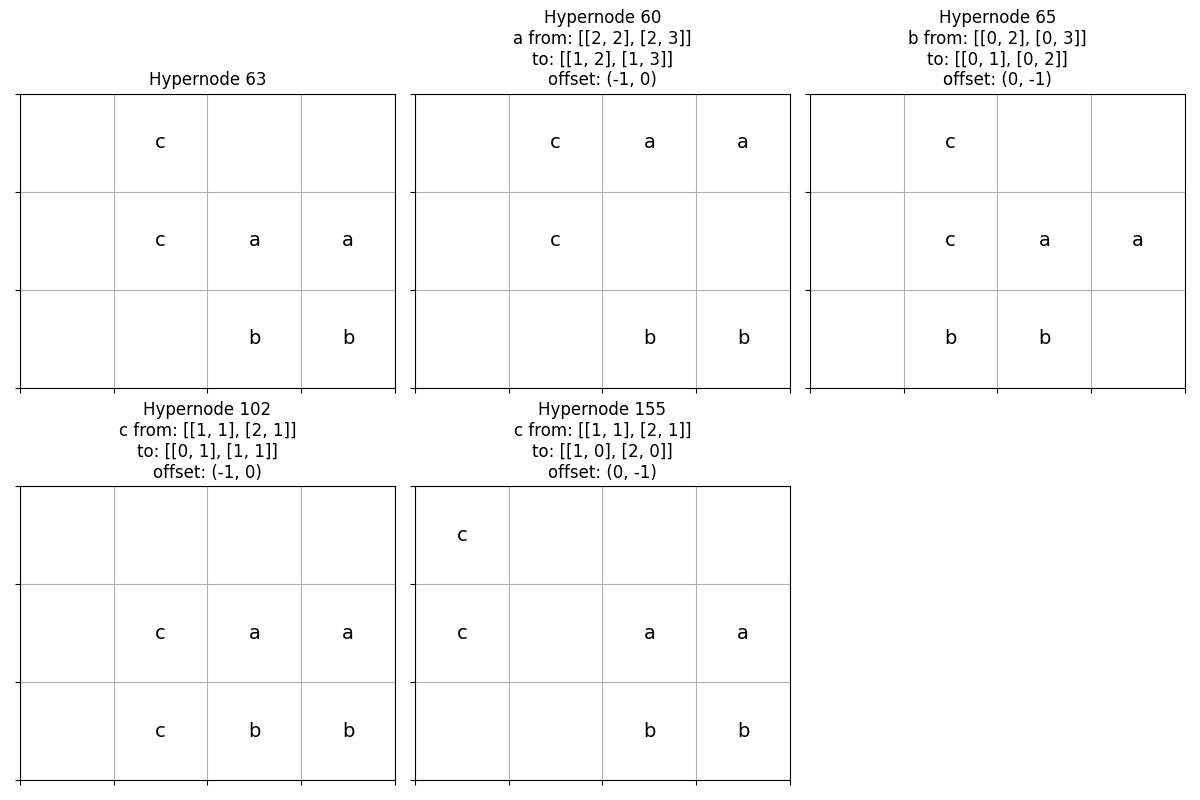 Hypernode 63
c
c a a
b b
Hypernode 60
a from: [[2, 2], [2, 3]]
to: [[1, 2], [1, 3]]
offset: (-1, 0)
c a a
c
b b
Hypernode 65
b from: [[0, 2], [0, 3]]
to: [[0, 1], [0, 2]]
offset: (0, -1)
c
c a a
b b
Hypernode 102
c from: [[1, 1], [2, 1]]
to: [[0, 1], [1, 1]]
offset: (-1, 0)
c a a
c b b
Hypernode 155
c from: [[1, 1], [2, 1]]
to: [[1, 0], [2, 0]]
offset: (0, -1)
c
c a a
b b